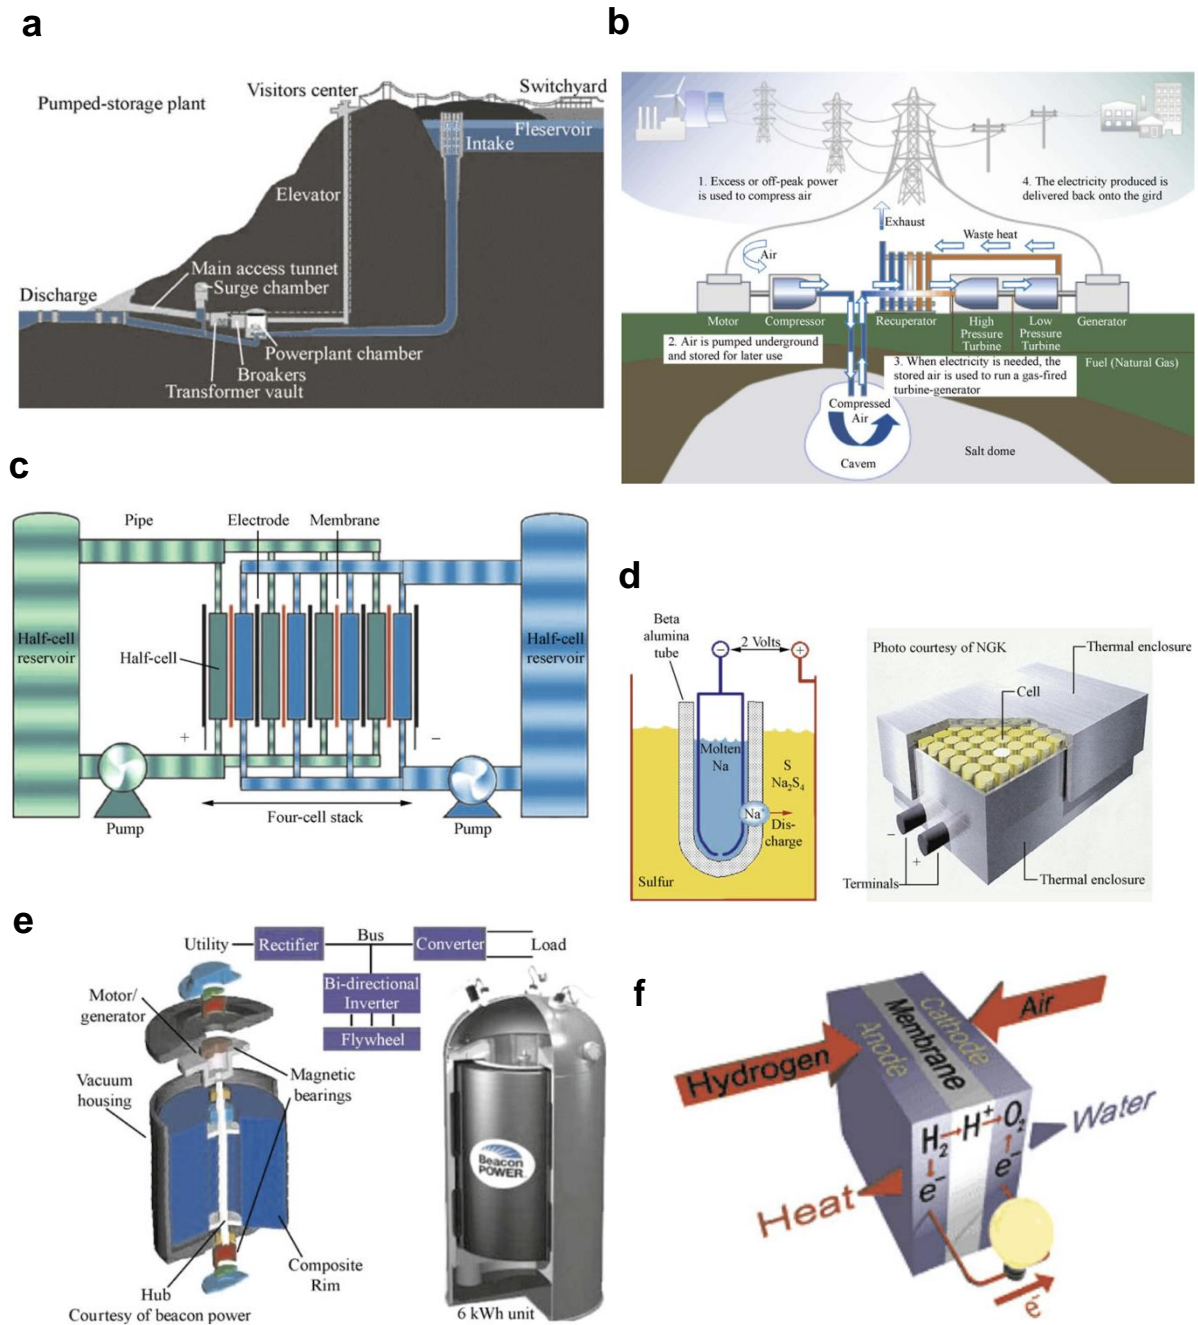 a
Pumped-storage plant
Visitors center
Switchyard
Fleservoir
Intake
Elevator
Main access tunnet
Surge chamber
Discharge
Powerplant chamber
Broakers
Transformer vault
b
1. Excess or off-peak power
is used to compress air
4. The electricity produced is
delivered back onto the gird
Exhaust
Waste heat
Air
Motor
Compressor
Recuperator
High
Pressure
Turbine
Low
Pressure
Turbine
Generator
2. Air is pumped underground
and stored for later use
3. When electricity is needed, the
stored air is used to run a gas-fired
turbine-generator
Fuel (Natural Gas)
Compressed
Air
Cavem
Salt dome
c
Pipe
Electrode
Membrane
Half-cell
reservoir
Half-cell
Half-cell
reservoir
+
−
Pump
Four-cell stack
Pump
d
Beta
alumina
tube
−
2 Volts
+
Molten
Na
S
Na₂S₄
Na⁺
Dis-
charge
Sulfur
Photo courtesy of NGK
Thermal enclosure
Cell
−
+
Terminals
Thermal enclosure
e
Utility
Rectifier
Bus
Converter
Load
Bi-directional
Inverter
Flywheel
Motor/
generator
Vacuum
housing
Magnetic
bearings
Composite
Rim
Hub
Courtesy of beacon power
Beacon
POWER
6 kWh unit
f
Hydrogen
Anode
Membrane
Cathode
Air
H₂→H⁺→O₂
e⁻
e⁻
Water
Heat
e⁻